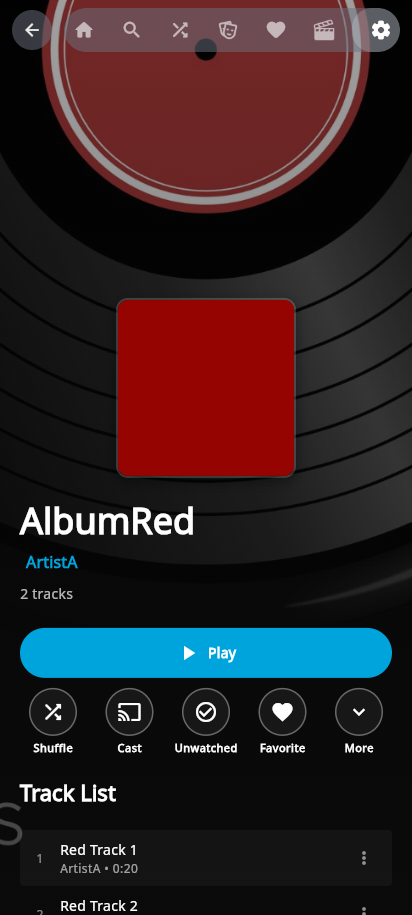 AlbumRed
ArtistA
2 tracks
Play
Shuffle Cast Unwatched Favorite More
Track List
s
1 Red Track 1
ArtistA • 0:20
2 Red Track 2